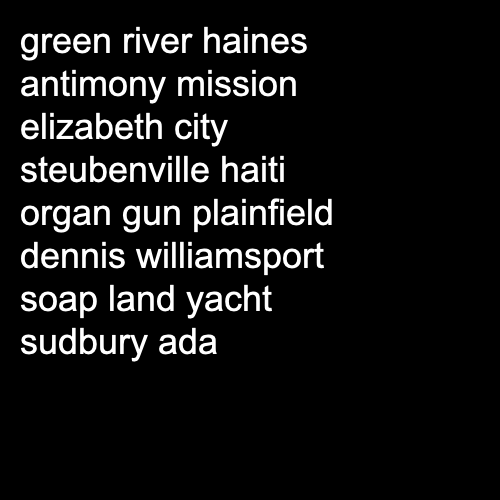 green river haines
antimony mission
elizabeth city
steubenville haiti
organ gun plainfield
dennis williamsport
soap land yacht
sudbury ada